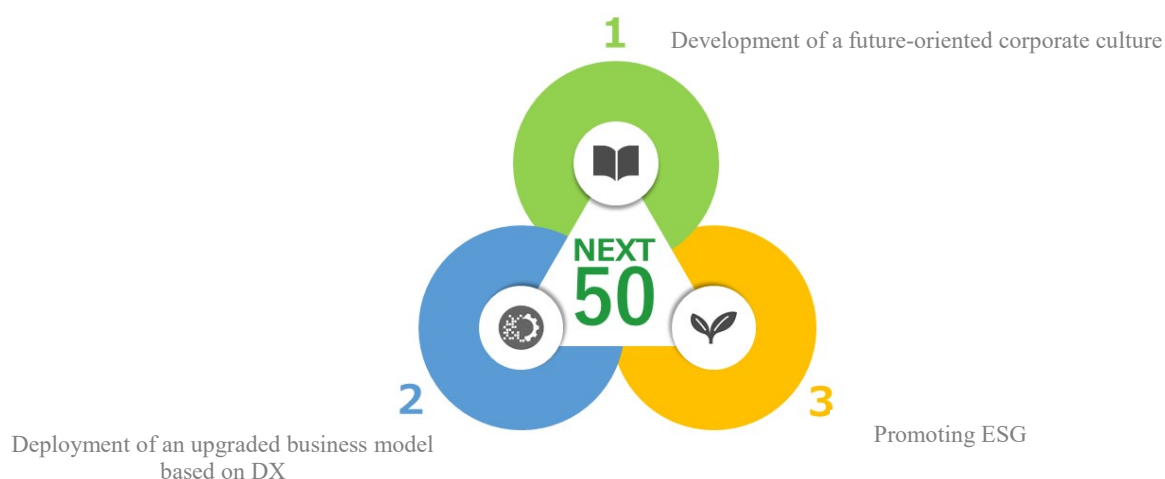 1
Development of a future-oriented corporate culture
NEXT
50
2
Deployment of an upgraded business model
based on DX
3
Promoting ESG